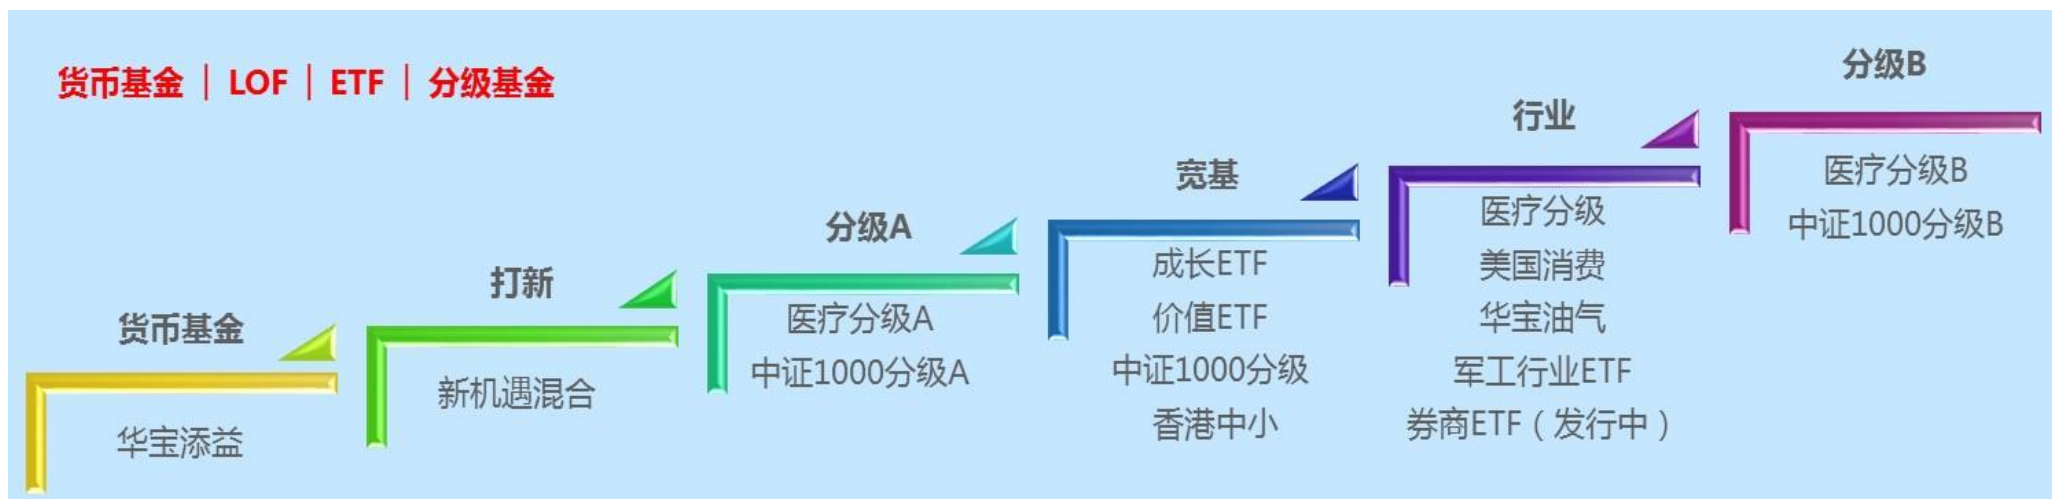 货币基金｜LOF｜ETF｜分级基金
货币基金
华宝添益
打新
新机遇混合
分级A
医疗分级A
中证1000分级A
宽基
成长ETF
价值ETF
中证1000分级
香港中小
行业
医疗分级
美国消费
华宝油气
军工行业ETF
券商ETF（发行中）
分级B
医疗分级B
中证1000分级B